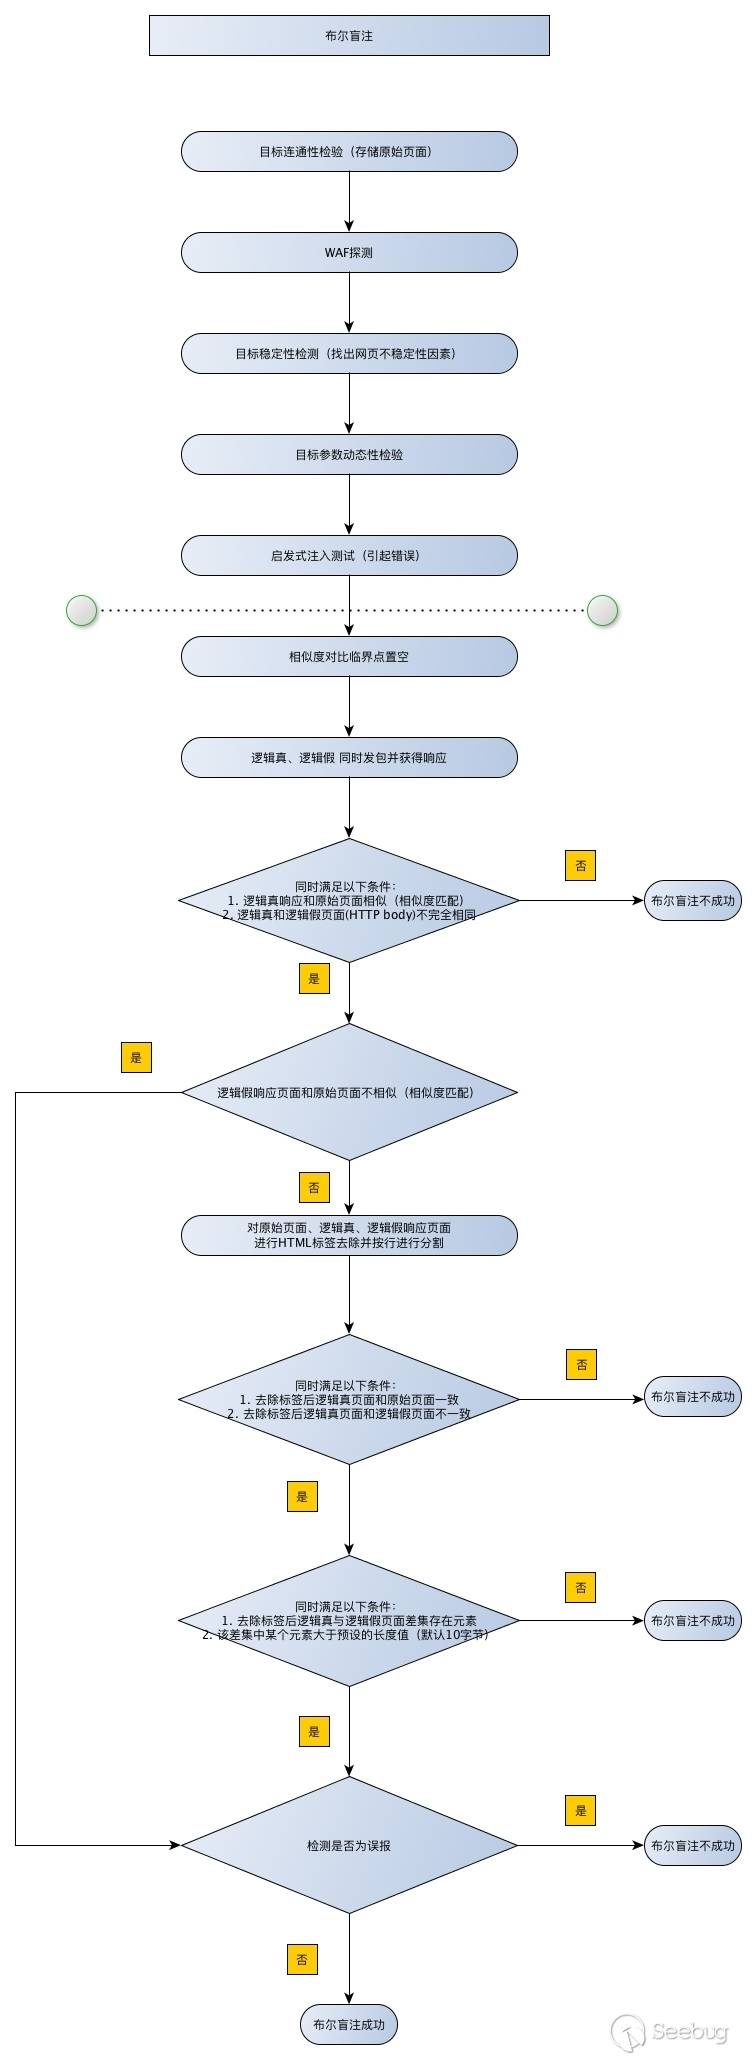 布尔盲注
目标连通性检验（存储原始页面）
WAF探测
目标稳定性检测（找出网页不稳定性因素）
目标参数动态性检验
启发式注入测试（引起错误）
相似度对比临界点置空
逻辑真、逻辑假 同时发包并获得响应
同时满足以下条件：
1. 逻辑真响应和原始页面相似（相似度匹配）
2. 逻辑真和逻辑假页面(HTTP body)不完全相同
否
布尔盲注不成功
是
逻辑假响应页面和原始页面不相似（相似度匹配）
是
否
对原始页面、逻辑真、逻辑假响应页面
进行HTML标签去除并按行进行分割
同时满足以下条件：
1. 去除标签后逻辑真页面和原始页面一致
2. 去除标签后逻辑真页面和逻辑假页面不一致
否
布尔盲注不成功
是
同时满足以下条件：
1. 去除标签后逻辑真与逻辑假页面差集存在元素
2. 该差集中某个元素大于预设的长度值（默认10字节）
否
布尔盲注不成功
是
检测是否为误报
是
布尔盲注不成功
否
布尔盲注成功
Seebug